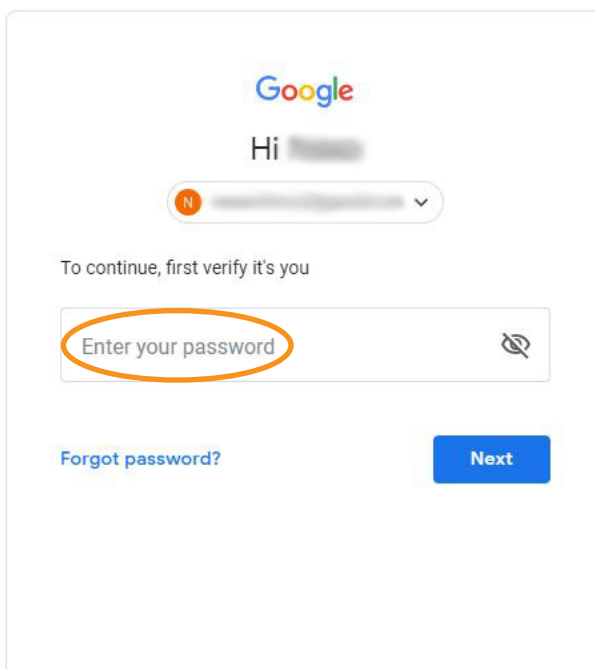 Google
Hi
N
To continue, first verify it's you
Enter your password
Forgot password?
Next